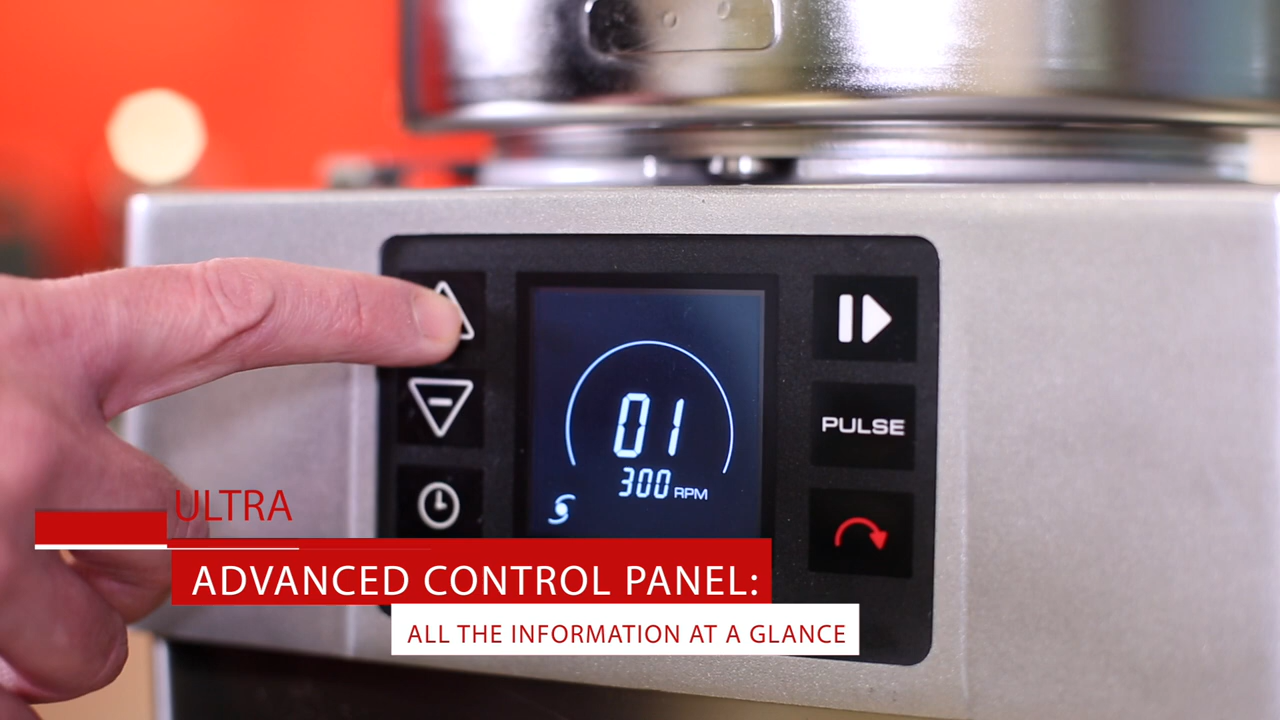 01
300 RPM
PULSE
ULTRA
ADVANCED CONTROL PANEL:
ALL THE INFORMATION AT A GLANCE